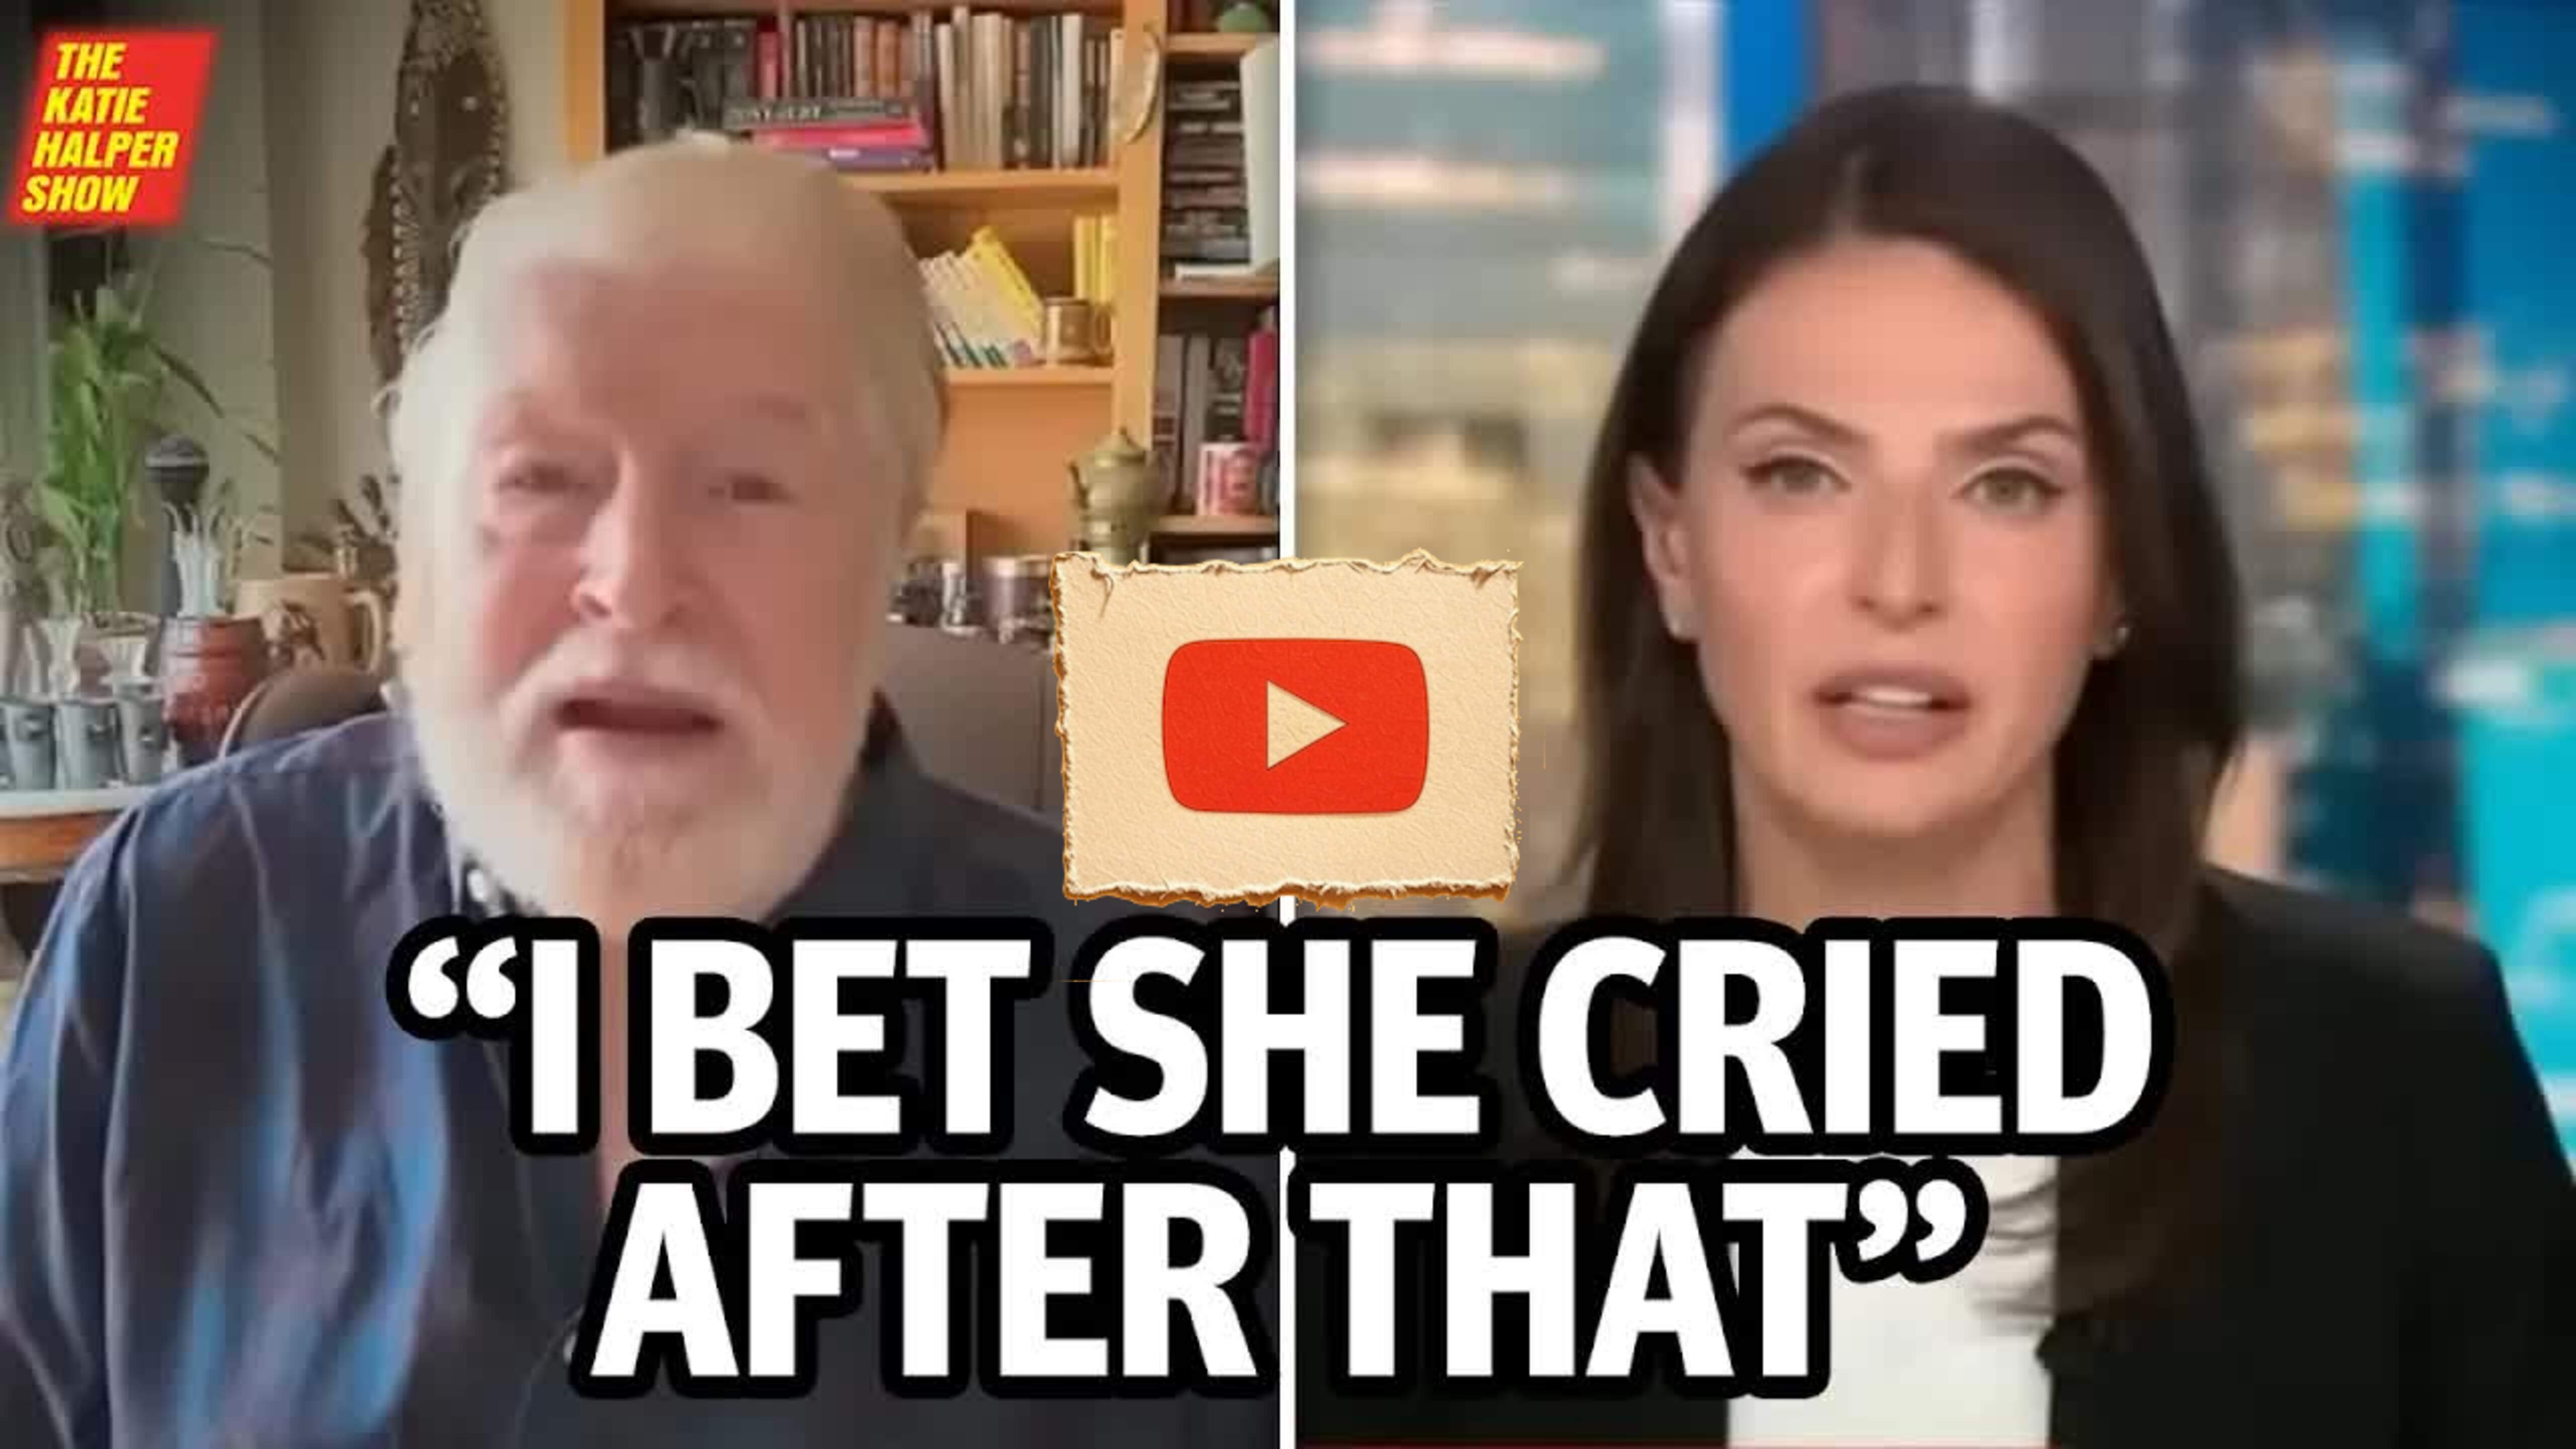 THE
KATIE
HALPER
SHOW
“I BET SHE CRIED
AFTER THAT”